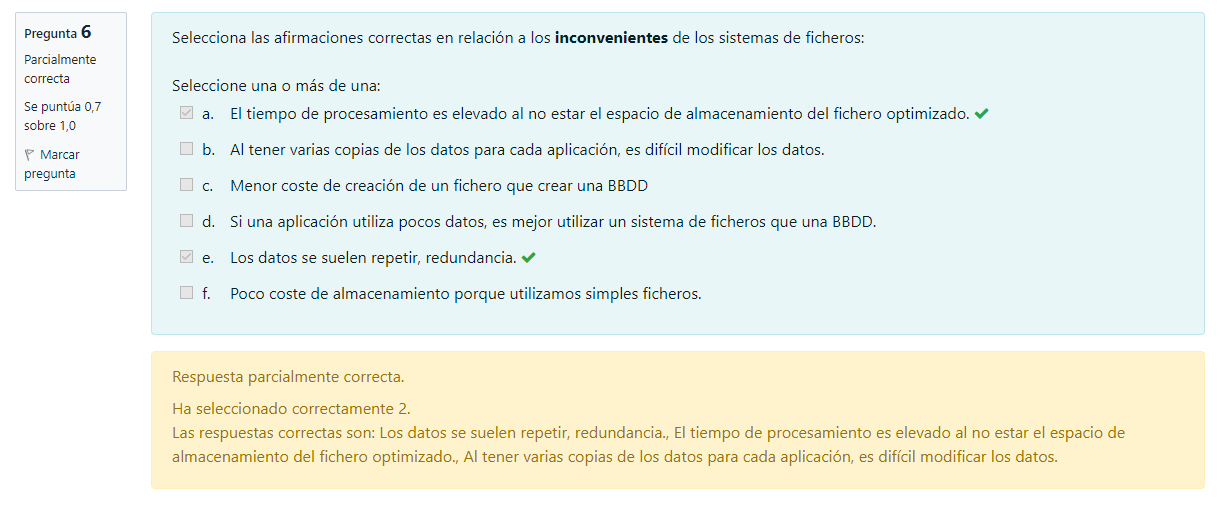 Pregunta 6
Parcialmente
correcta
Se puntúa 0,7
sobre 1,0
Marcar
pregunta
Selecciona las afirmaciones correctas en relación a los inconvenientes de los sistemas de ficheros:
Seleccione una o más de una:
a. El tiempo de procesamiento es elevado al no estar el espacio de almacenamiento del fichero optimizado.
b. Al tener varias copias de los datos para cada aplicación, es difícil modificar los datos.
c. Menor coste de creación de un fichero que crear una BBDD
d. Si una aplicación utiliza pocos datos, es mejor utilizar un sistema de ficheros que una BBDD.
e. Los datos se suelen repetir, redundancia.
f. Poco coste de almacenamiento porque utilizamos simples ficheros.
Respuesta parcialmente correcta.
Ha seleccionado correctamente 2.
Las respuestas correctas son: Los datos se suelen repetir, redundancia., El tiempo de procesamiento es elevado al no estar el espacio de
almacenamiento del fichero optimizado., Al tener varias copias de los datos para cada aplicación, es difícil modificar los datos.